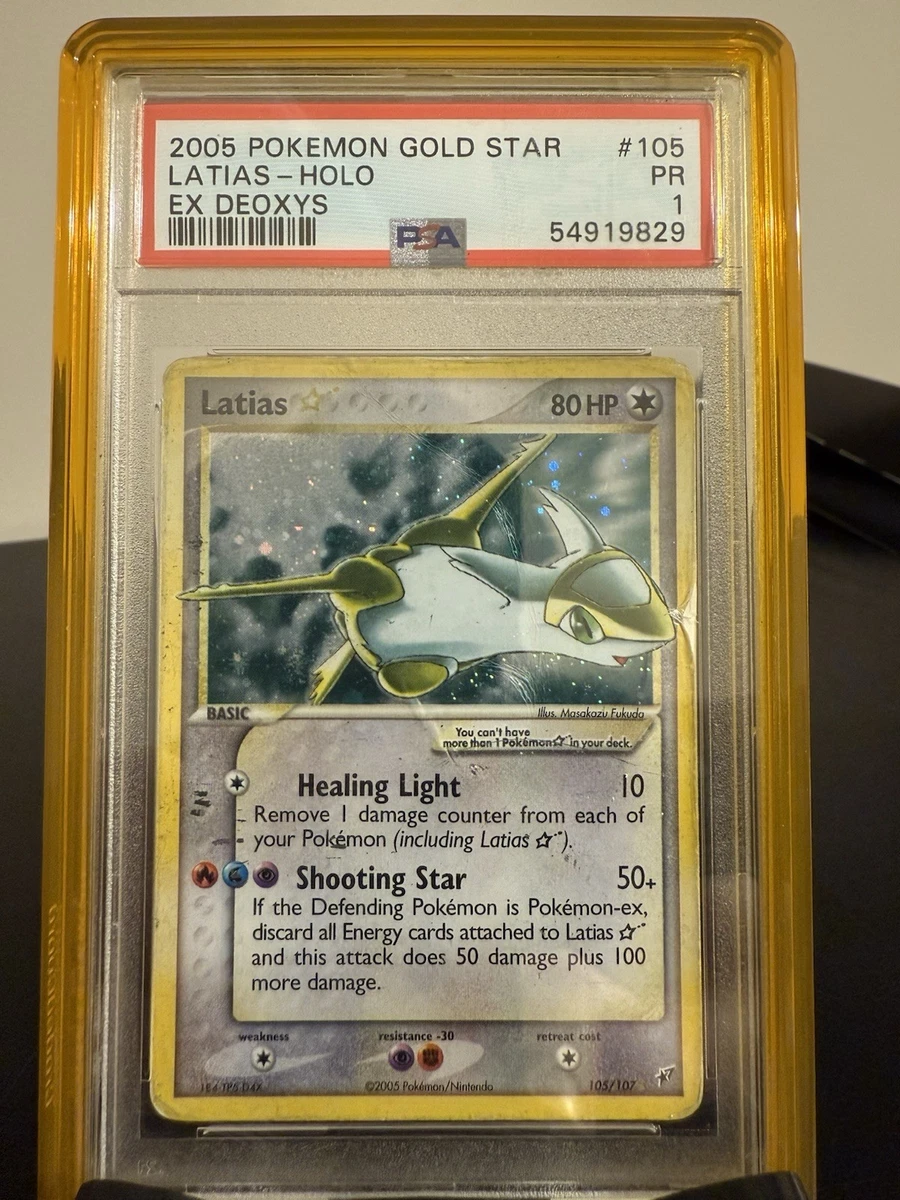 2005 POKEMON GOLD STAR #105
LATIAS-HOLO PR
EX DEOXYS 1
PSA 54919829
Latias ☆ 80 HP
BASIC Illus. Masakazu Fukuda
You can't have
more than 1 Pokémon☆ in your deck.
Healing Light 10
Remove 1 damage counter from each of
your Pokémon (including Latias ☆).
Shooting Star 50+
If the Defending Pokémon is Pokémon-ex,
discard all Energy cards attached to Latias ☆
and this attack does 50 damage plus 100
more damage.
weakness resistance -30 retreat cost
©2005 Pokémon/Nintendo 105/107